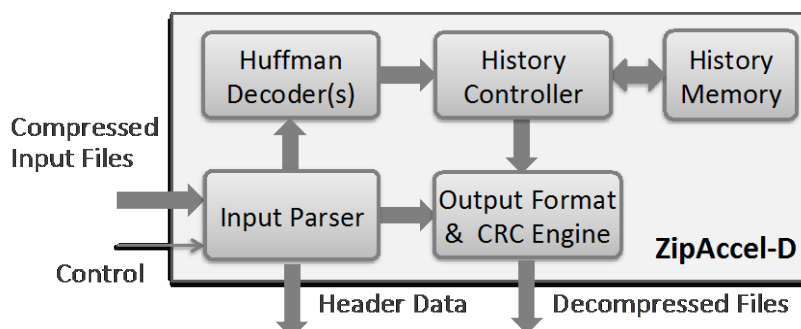 Huffman
Decoder(s)
History
Controller
History
Memory
Compressed
Input Files
Input Parser
Output Format
& CRC Engine
ZipAccel-D
Control
Header Data
Decompressed Files